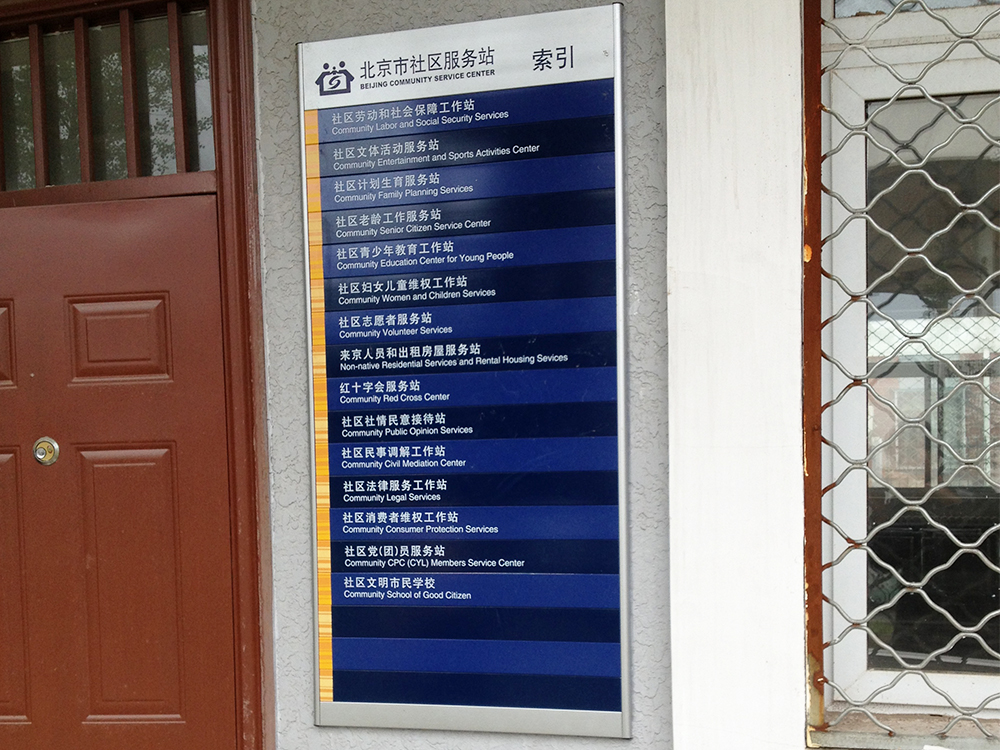 北京市社区服务站 索引
BEIJING COMMUNITY SERVICE CENTER
社区劳动和社会保障工作站
Community Labor and Social Security Services
社区文体活动服务站
Community Entertainment and Sports Activities Center
社区计划生育服务站
Community Family Planning Services
社区老龄工作服务站
Community Senior Citizen Service Center
社区青少年教育工作站
Community Education Center for Young People
社区妇女儿童维权工作站
Community Women and Children Services
社区志愿者服务站
Community Volunteer Services
来京人员和出租房屋服务站
Non-native Residential Services and Rental Housing Sevices
红十字会服务站
Community Red Cross Center
社区社情民意接待站
Community Public Opinion Services
社区民事调解工作站
Community Civil Mediation Center
社区法律服务工作站
Community Legal Services
社区消费者维权工作站
Community Consumer Protection Services
社区党(团)员服务站
Community CPC (CYL) Members Service Center
社区文明市民学校
Community School of Good Citizen